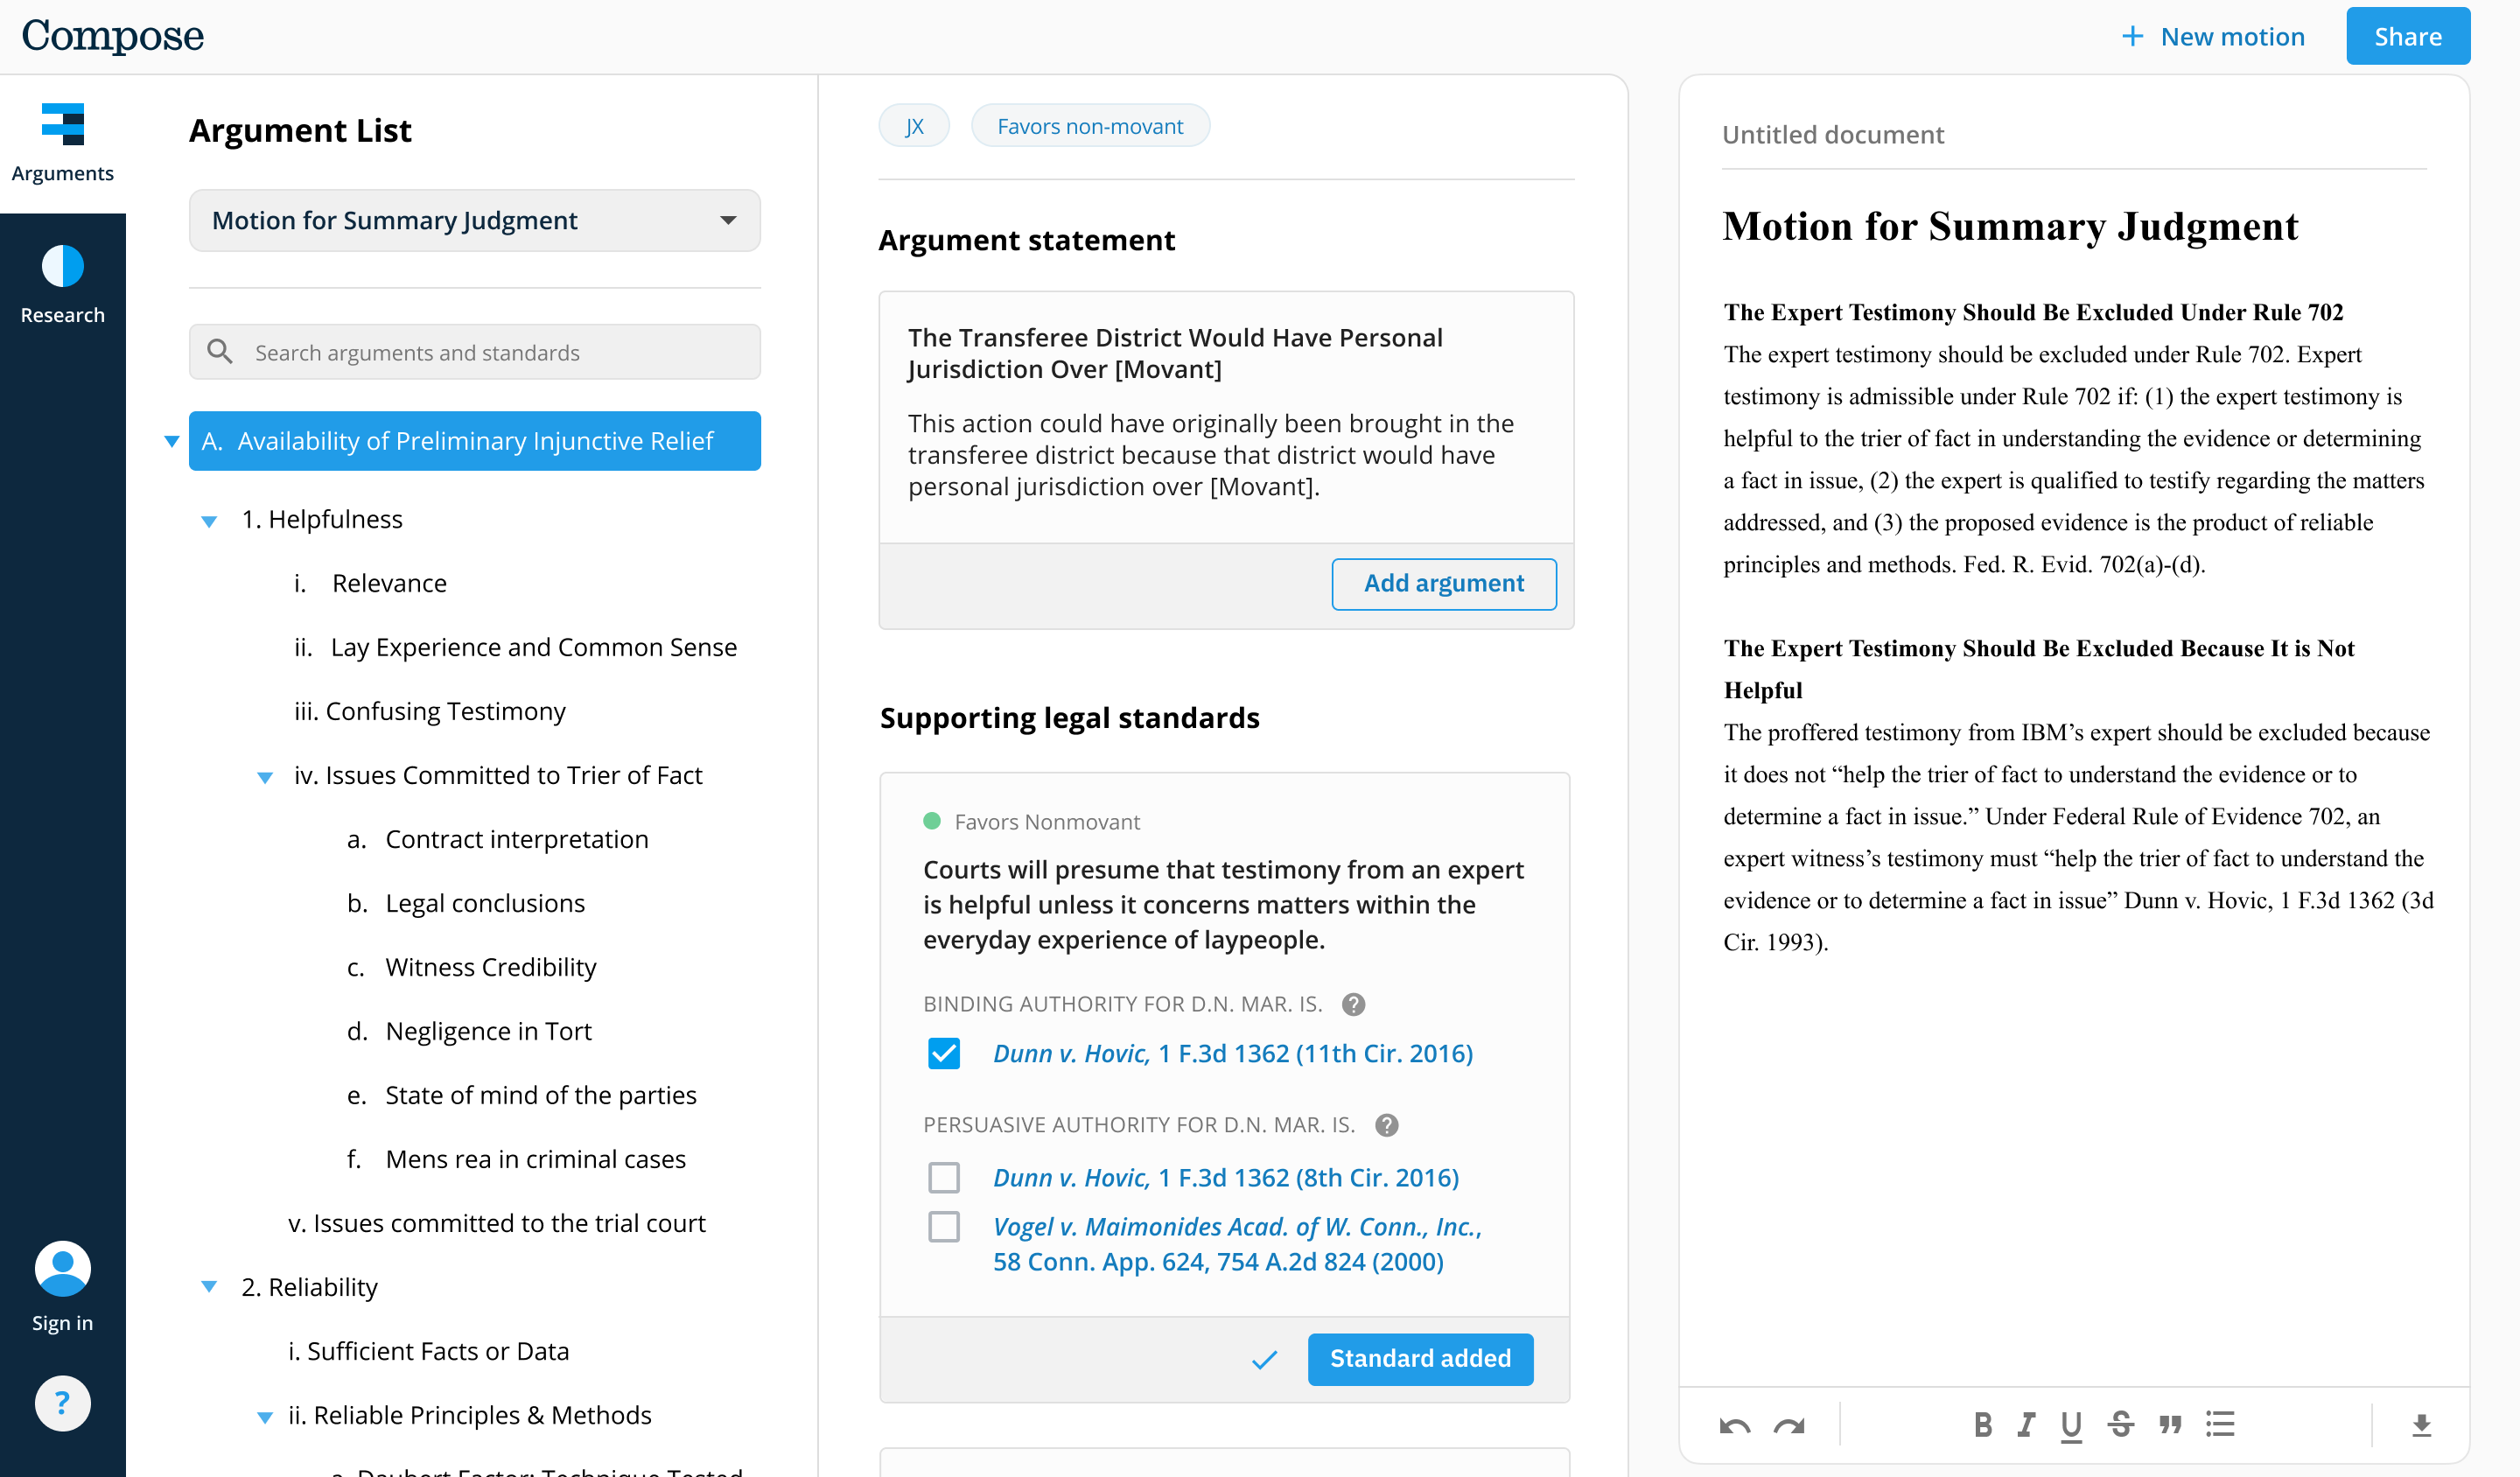 Compose
+ New motion
Share
Arguments
Research
Sign in
?
Argument List
Motion for Summary Judgment
Search arguments and standards
A. Availability of Preliminary Injunctive Relief
1. Helpfulness
i. Relevance
ii. Lay Experience and Common Sense
iii. Confusing Testimony
iv. Issues Committed to Trier of Fact
a. Contract interpretation
b. Legal conclusions
c. Witness Credibility
d. Negligence in Tort
e. State of mind of the parties
f. Mens rea in criminal cases
v. Issues committed to the trial court
2. Reliability
i. Sufficient Facts or Data
ii. Reliable Principles & Methods
a. Daubert Factor: Technique Tested
JX
Favors non-movant
Argument statement
The Transferee District Would Have Personal
Jurisdiction Over [Movant]
This action could have originally been brought in the
transferee district because that district would have
personal jurisdiction over [Movant].
Add argument
Supporting legal standards
Favors Nonmovant
Courts will presume that testimony from an expert
is helpful unless it concerns matters within the
everyday experience of laypeople.
BINDING AUTHORITY FOR D.N. MAR. IS. ?
Dunn v. Hovic, 1 F.3d 1362 (11th Cir. 2016)
PERSUASIVE AUTHORITY FOR D.N. MAR. IS. ?
Dunn v. Hovic, 1 F.3d 1362 (8th Cir. 2016)
Vogel v. Maimonides Acad. of W. Conn., Inc.,
58 Conn. App. 624, 754 A.2d 824 (2000)
Standard added
Untitled document
Motion for Summary Judgment
The Expert Testimony Should Be Excluded Under Rule 702
The expert testimony should be excluded under Rule 702. Expert
testimony is admissible under Rule 702 if: (1) the expert testimony is
helpful to the trier of fact in understanding the evidence or determining
a fact in issue, (2) the expert is qualified to testify regarding the matters
addressed, and (3) the proposed evidence is the product of reliable
principles and methods. Fed. R. Evid. 702(a)-(d).
The Expert Testimony Should Be Excluded Because It is Not
Helpful
The proffered testimony from IBM’s expert should be excluded because
it does not “help the trier of fact to understand the evidence or to
determine a fact in issue.” Under Federal Rule of Evidence 702, an
expert witness’s testimony must “help the trier of fact to understand the
evidence or to determine a fact in issue” Dunn v. Hovic, 1 F.3d 1362 (3d
Cir. 1993).
B I U S